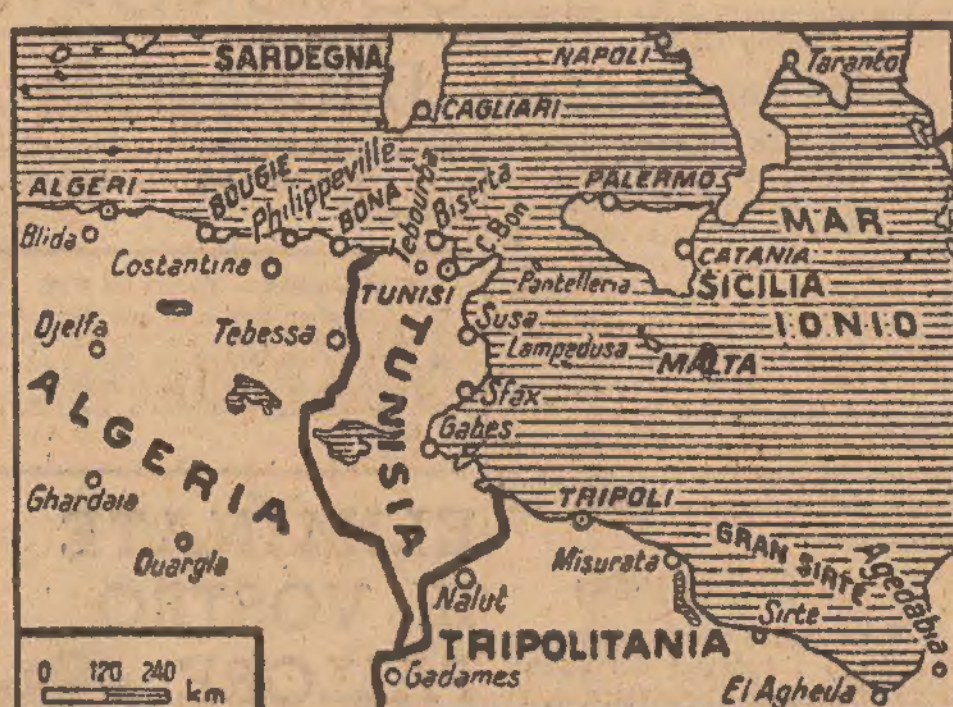 SARDEGNA
NAPOLI
Taranto
CAGLIARI
ALGERI
BOUGIE
Philippeville
BONA
Tebourba
Biserta
C. Bon
PALERMO
MAR
Blida
Costantina
TUNISI
Pantelleria
CATANIA
SICILIA
IONIO
Djelfa
Tebessa
Susa
Lampedusa
MALTA
ALGERIA
TUNISIA
Sfax
Gabes
Ghardaia
TRIPOLI
Ouargla
Misurata
GRAN SIRTE
Agedabia
Nalut
Sirte
TRIPOLITANIA
0 120 240
km
Gadames
El Agheila